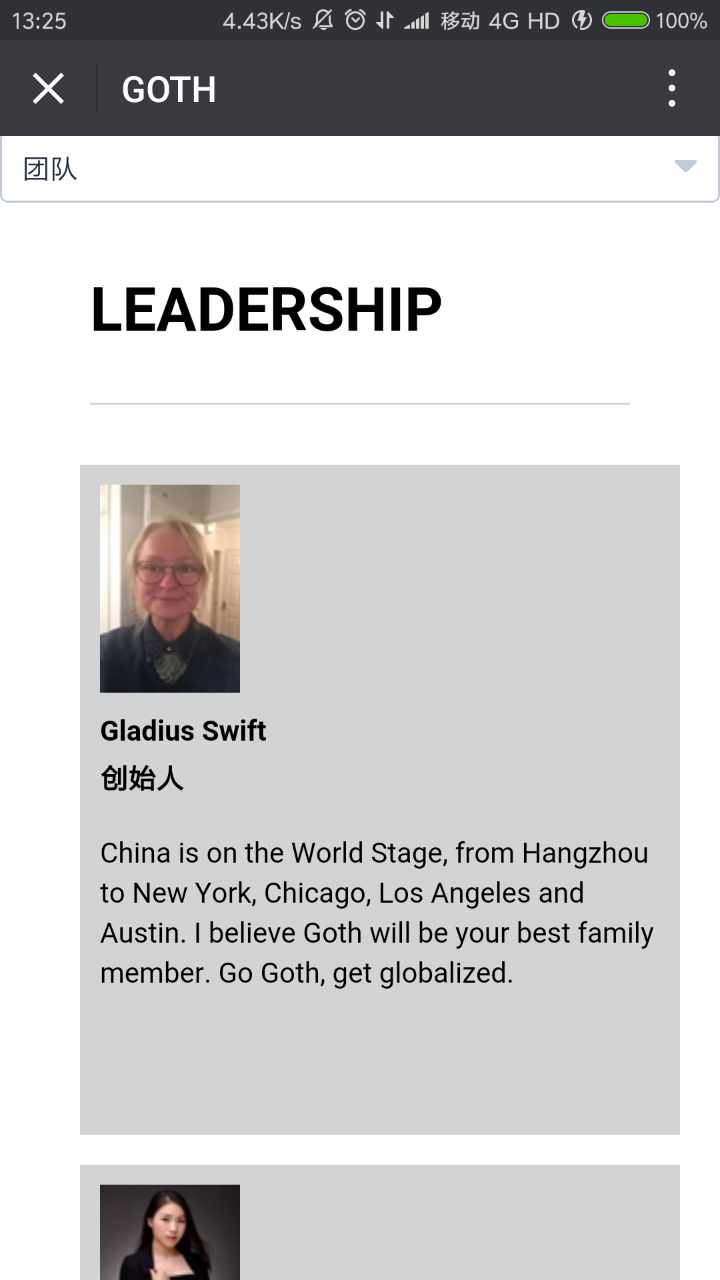 13:25 4.43K/s 移动 4G HD 100%
GOTH
团队
LEADERSHIP
Gladius Swift
创始人
China is on the World Stage, from Hangzhou
to New York, Chicago, Los Angeles and
Austin. I believe Goth will be your best family
member. Go Goth, get globalized.